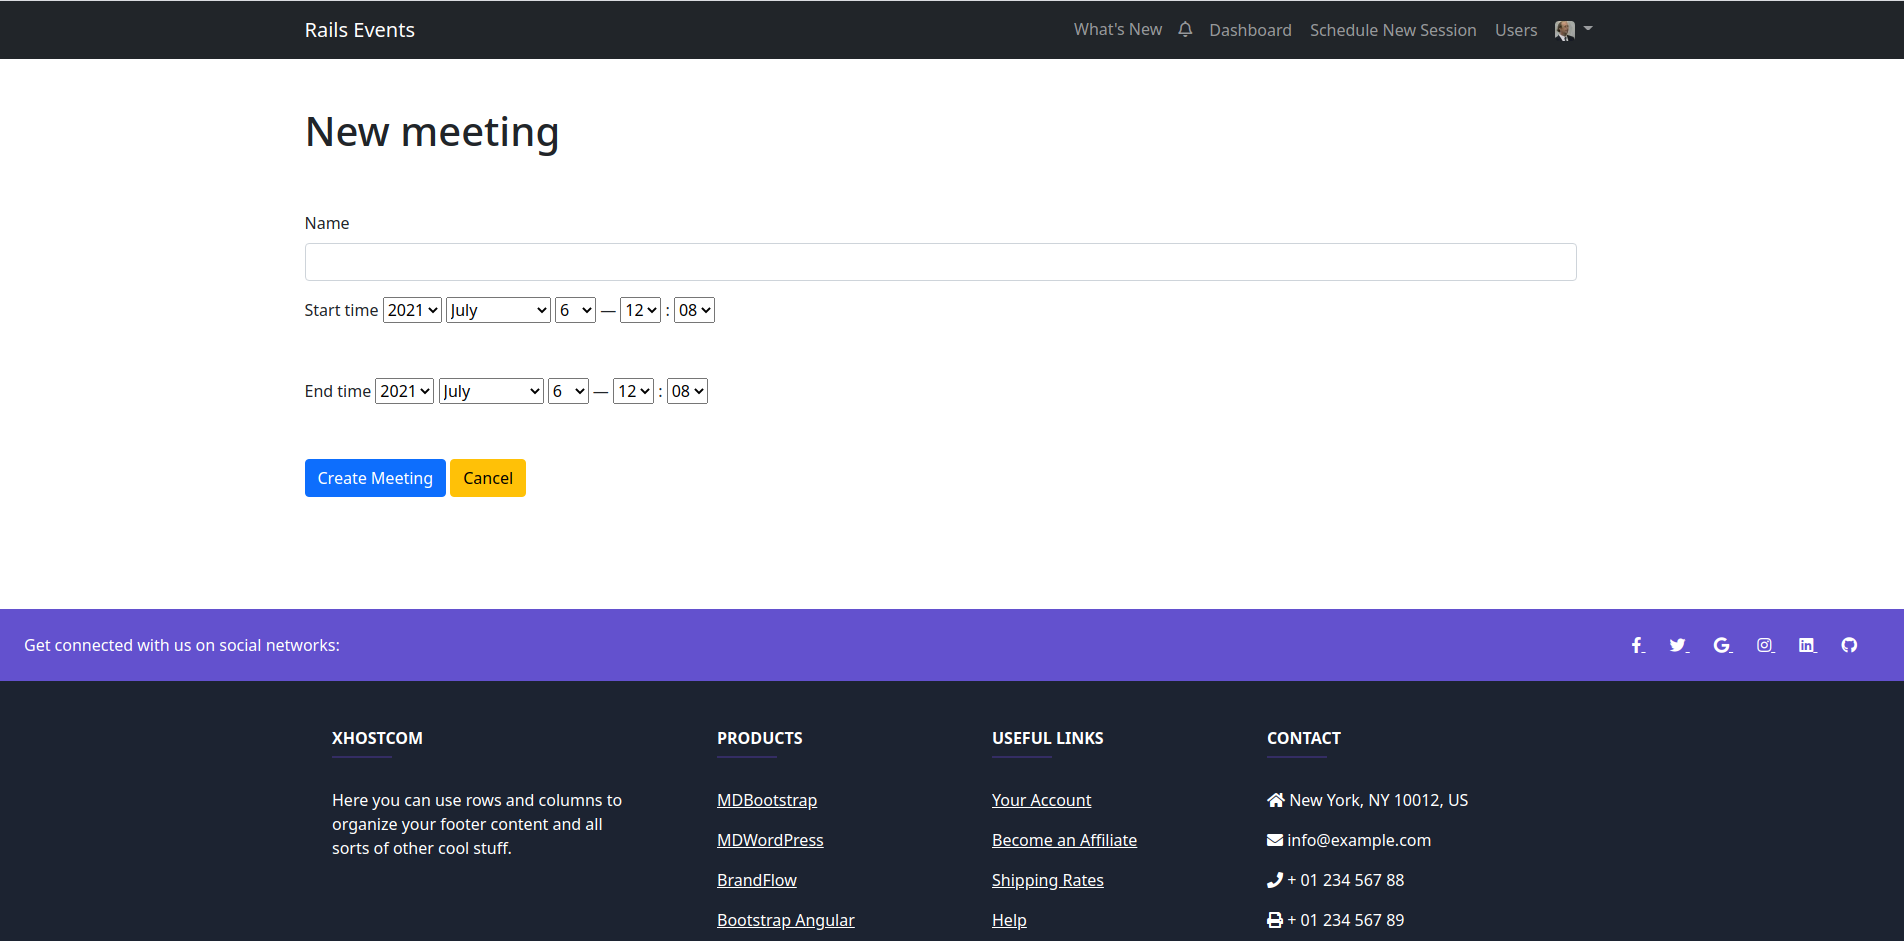 Rails Events
What's New Dashboard Schedule New Session Users
New meeting
Name
Start time 2021 July 6 — 12 : 08
End time 2021 July 6 — 12 : 08
Create Meeting Cancel
Get connected with us on social networks:
XHOSTCOM
Here you can use rows and columns to
organize your footer content and all
sorts of other cool stuff.
PRODUCTS
MDBootstrap
MDWordPress
BrandFlow
Bootstrap Angular
USEFUL LINKS
Your Account
Become an Affiliate
Shipping Rates
Help
CONTACT
New York, NY 10012, US
info@example.com
+ 01 234 567 88
+ 01 234 567 89